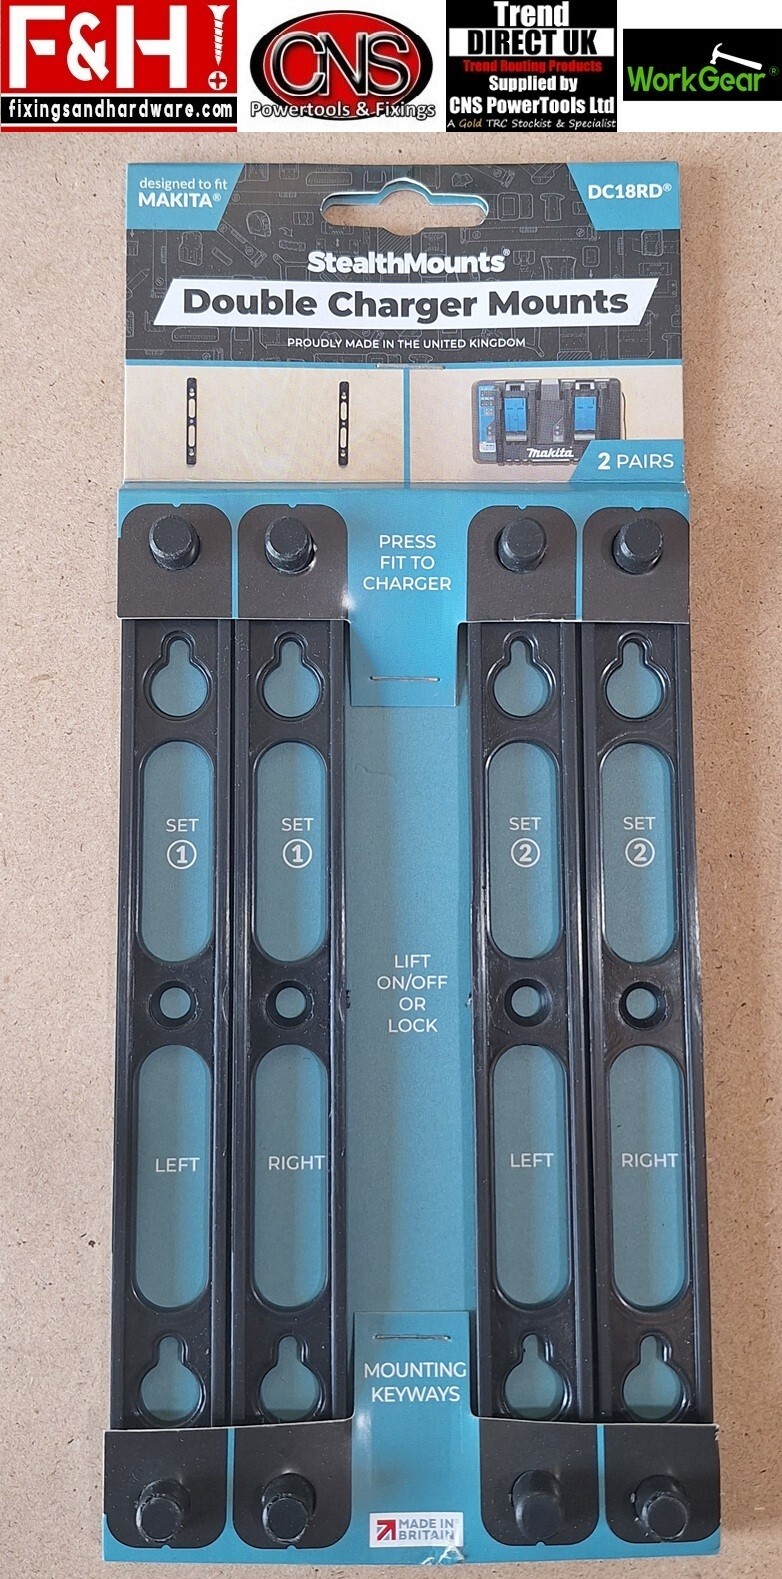 F&H!
fixingsandhardware.com
CNS
Powertools & Fixings
Trend
DIRECT UK
Trend Routing Products
Supplied by
CNS PowerTools Ltd
A Gold TRC Stockist & Specialist
WorkGear®
designed to fit
MAKITA®
DC18RD®
StealthMounts®
Double Charger Mounts
PROUDLY MADE IN THE UNITED KINGDOM
makita
2 PAIRS
PRESS
FIT TO
CHARGER
SET
1
SET
1
SET
2
SET
2
LIFT
ON/OFF
OR
LOCK
LEFT
RIGHT
LEFT
RIGHT
MOUNTING
KEYWAYS
MADE IN
BRITAIN